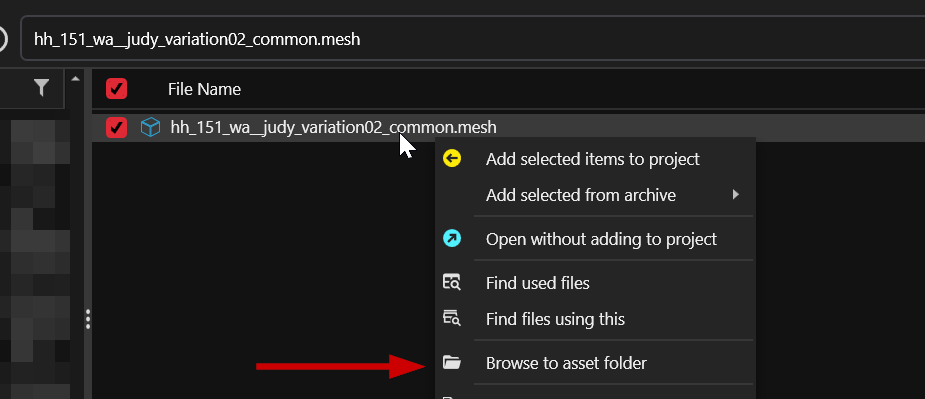 hh_151_wa__judy_variation02_common.mesh
File Name
hh_151_wa__judy_variation02_common.mesh
Add selected items to project
Add selected from archive
Open without adding to project
Find used files
Find files using this
Browse to asset folder